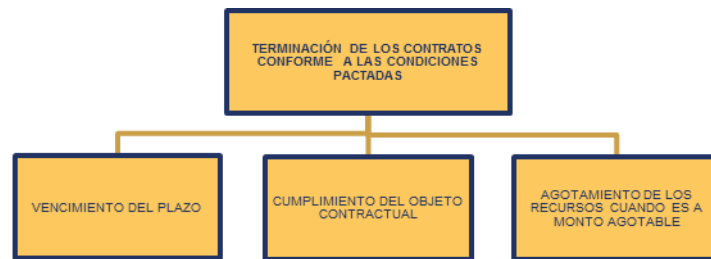 TERMINACIÓN DE LOS CONTRATOS
CONFORME A LAS CONDICIONES
PACTADAS
VENCIMIENTO DEL PLAZO
CUMPLIMIENTO DEL OBJETO
CONTRACTUAL
AGOTAMIENTO DE LOS
RECURSOS CUANDO ES A
MONTO AGOTABLE